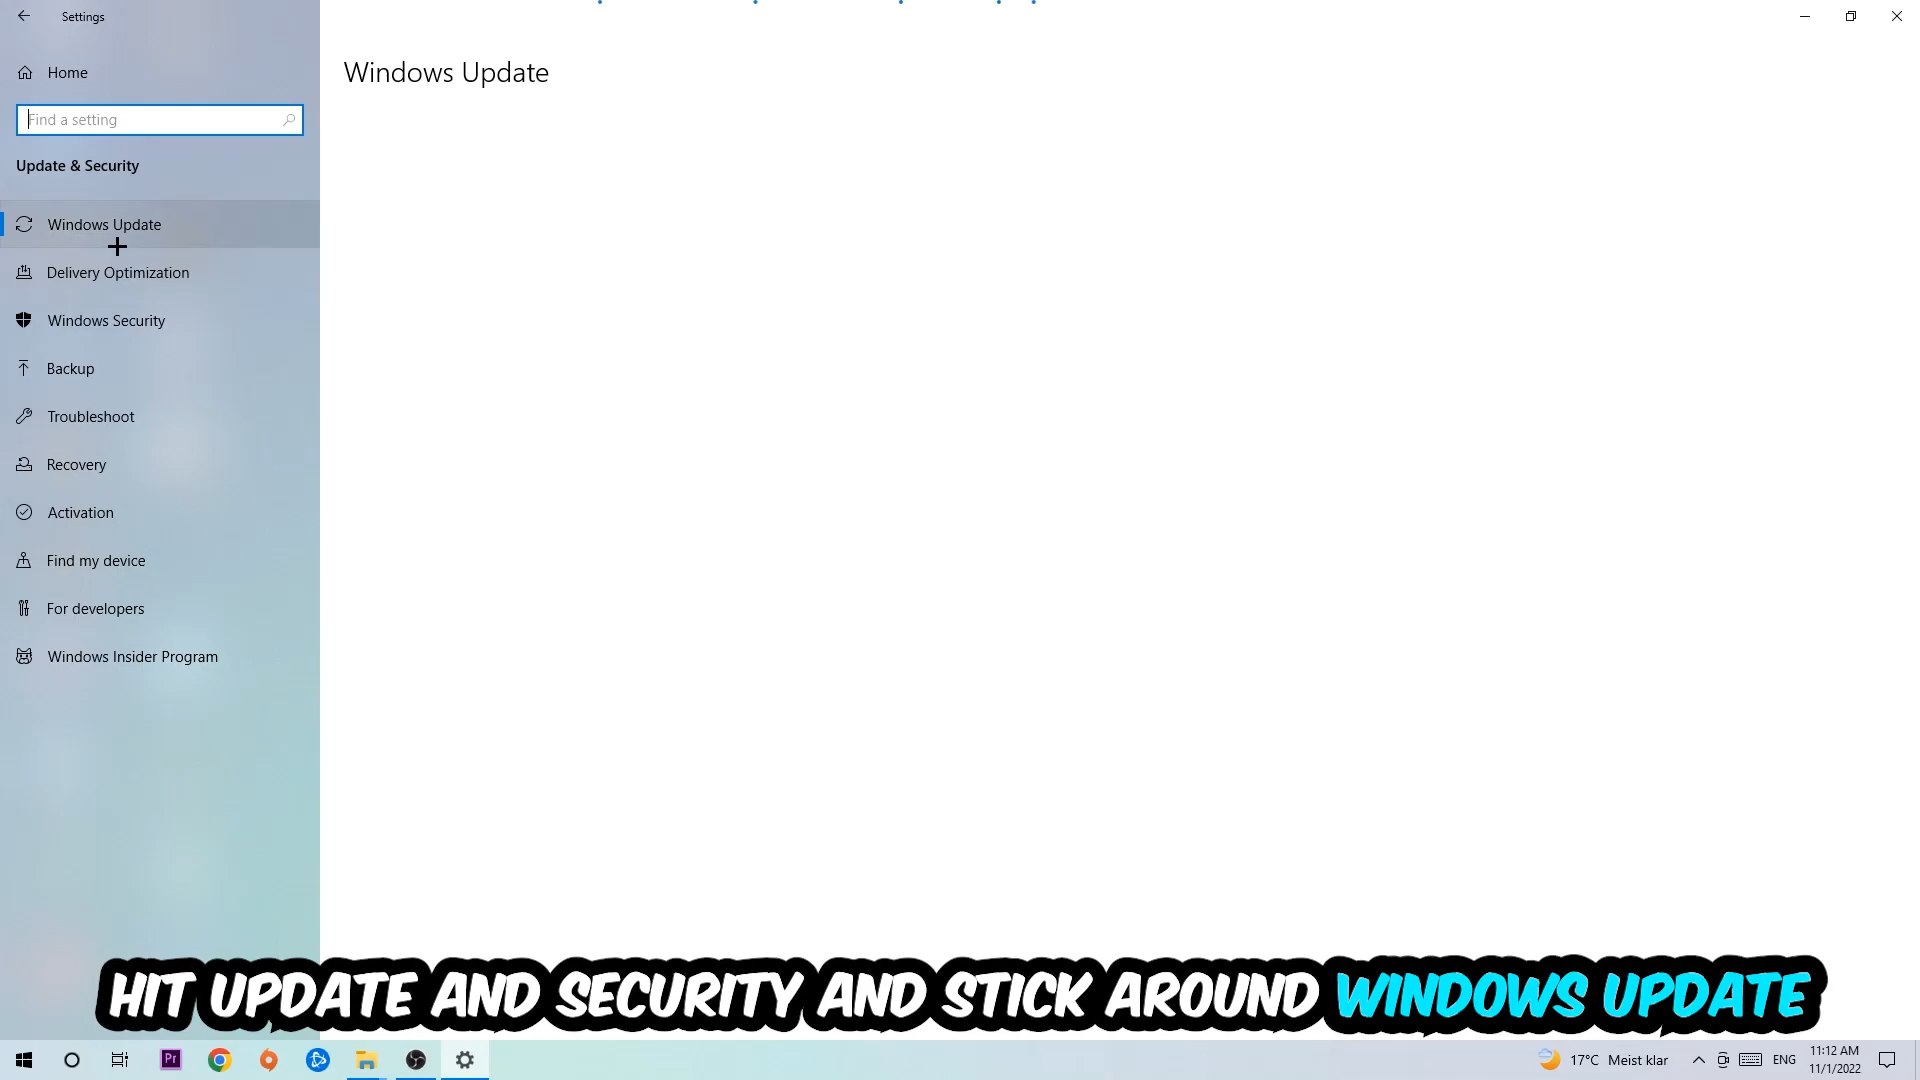 Settings
Home
Find a setting
Update & Security
Windows Update
Delivery Optimization
Windows Security
Backup
Troubleshoot
Recovery
Activation
Find my device
For developers
Windows Insider Program
Windows Update
HIT UPDATE AND SECURITY AND STICK AROUND WINDOWS UPDATE
Pr
17°C Meist klar
ENG
11:12 AM
11/1/2022